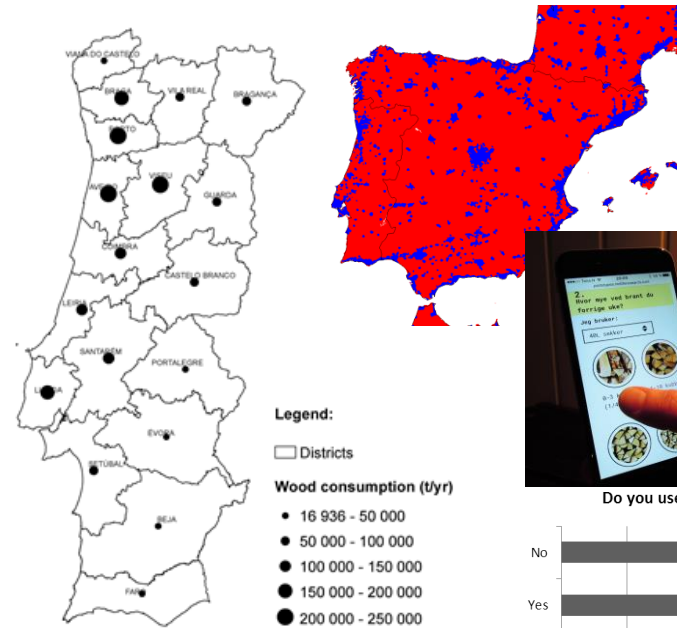 VIANA DO CASTELO
BRAGA
VILA REAL
BRAGANÇA
PORTO
AVEIRO
VISEU
GUARDA
COIMBRA
CASTELO BRANCO
LEIRIA
SANTARÉM
PORTALEGRE
LISBOA
ÉVORA
SETÚBAL
BEJA
FARO
Legend:
Districts
Wood consumption (t/yr)
16 936 - 50 000
50 000 - 100 000
100 000 - 150 000
150 000 - 200 000
200 000 - 250 000
2.
Hvor mye ved brant du
forrige uke?
Jeg bruker:
Do you use
No
Yes